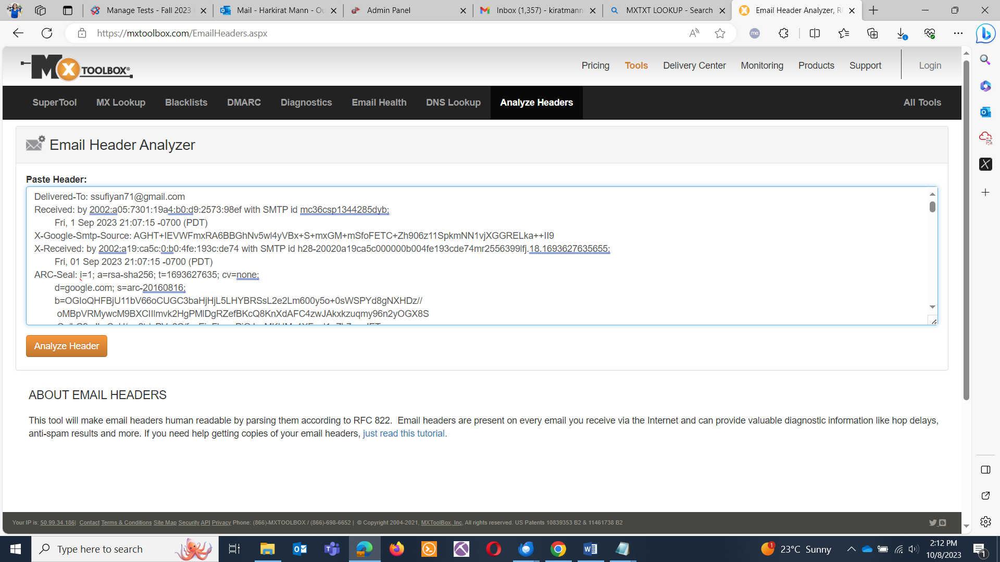 Manage Tests - Fall 2023
Mail - Harkirat Mann - Ou
Admin Panel
Inbox (1,357) - kiratmann
MXTXT LOOKUP - Search
Email Header Analyzer, R
https://mxtoolbox.com/EmailHeaders.aspx
me
MX TOOLBOX®
Pricing
Tools
Delivery Center
Monitoring
Products
Support
Login
SuperTool
MX Lookup
Blacklists
DMARC
Diagnostics
Email Health
DNS Lookup
Analyze Headers
All Tools
Email Header Analyzer
Paste Header:
Delivered-To: ssufiyan71@gmail.com
Received: by 2002:a05:7301:19a4:b0:d9:2573:98ef with SMTP id mc36csp1344285dyb;
Fri, 1 Sep 2023 21:07:15 -0700 (PDT)
X-Google-Smtp-Source: AGHT+IEVWFmxRA6BBGhNv5wl4yVBx+S+mxGM+mSfoFETC+Zh906z11SpkmNN1vjXGGRELka++II9
X-Received: by 2002:a19:ca5c:0:b0:4fe:193c:de74 with SMTP id h28-20020a19ca5c000000b004fe193cde74mr2556399lfj.18.1693627635655;
Fri, 01 Sep 2023 21:07:15 -0700 (PDT)
ARC-Seal: i=1; a=rsa-sha256; t=1693627635; cv=none;
d=google.com; s=arc-20160816;
b=OGIoQHFBjU11bV66oCUGC3baHjHjL5LHYBRSsL2e2Lm600y5o+0sWSPYd8gNXHDz//
oMBpVRMywcM9BXCIIlmvk2HgPMlDgRZefBKcQ8KnXdAFC4zwJAkxkzuqmy96n2yOGX8S
Analyze Header
ABOUT EMAIL HEADERS
This tool will make email headers human readable by parsing them according to RFC 822.  Email headers are present on every email you receive via the Internet and can provide valuable diagnostic information like hop delays,
anti-spam results and more. If you need help getting copies of your email headers, just read this tutorial.
Your IP is: 50.99.34.186| Contact Terms & Conditions Site Map Security API Privacy Phone: (866)-MXTOOLBOX / (866)-698-6652 | © Copyright 2004-2021, MXToolBox, Inc, All rights reserved. US Patents 10839353 B2 & 11461738 B2
Type here to search
1
23°C Sunny
2:12 PM
10/8/2023
1